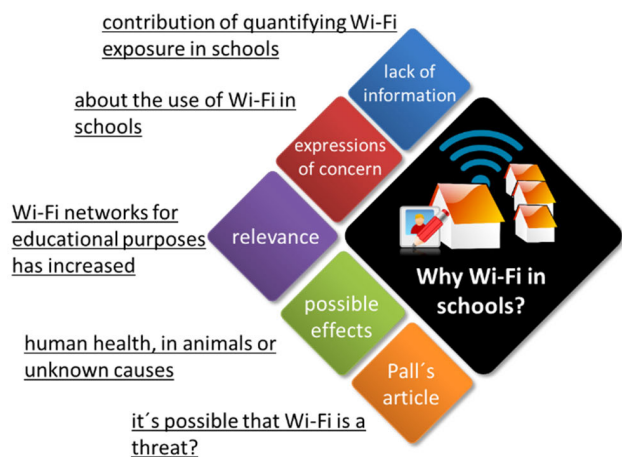 contribution of quantifying Wi-Fi
exposure in schools
lack of
information
about the use of Wi-Fi in
schools
expressions
of concern
Wi-Fi networks for
educational purposes
has increased
relevance
Why Wi-Fi in
schools?
possible
effects
human health, in animals or
unknown causes
Pall´s
article
it´s possible that Wi-Fi is a
threat?